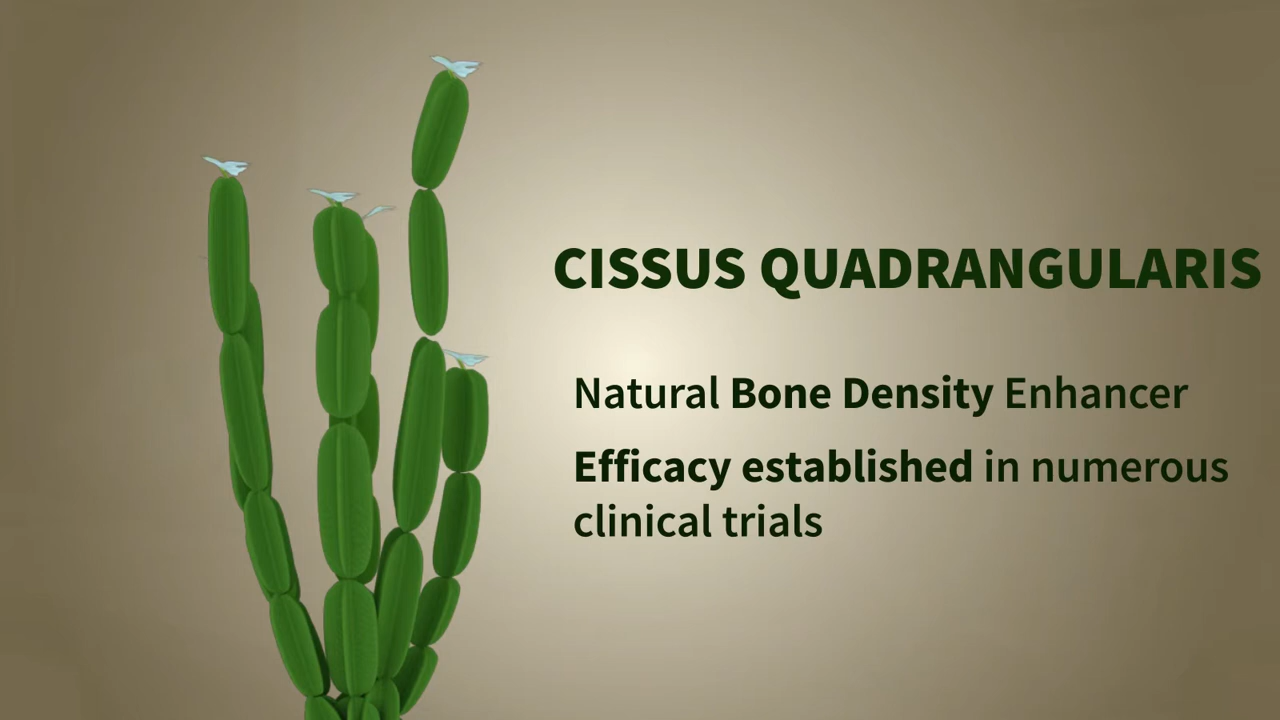 CISSUS QUADRANGULARIS
Natural Bone Density Enhancer
Efficacy established in numerous
clinical trials